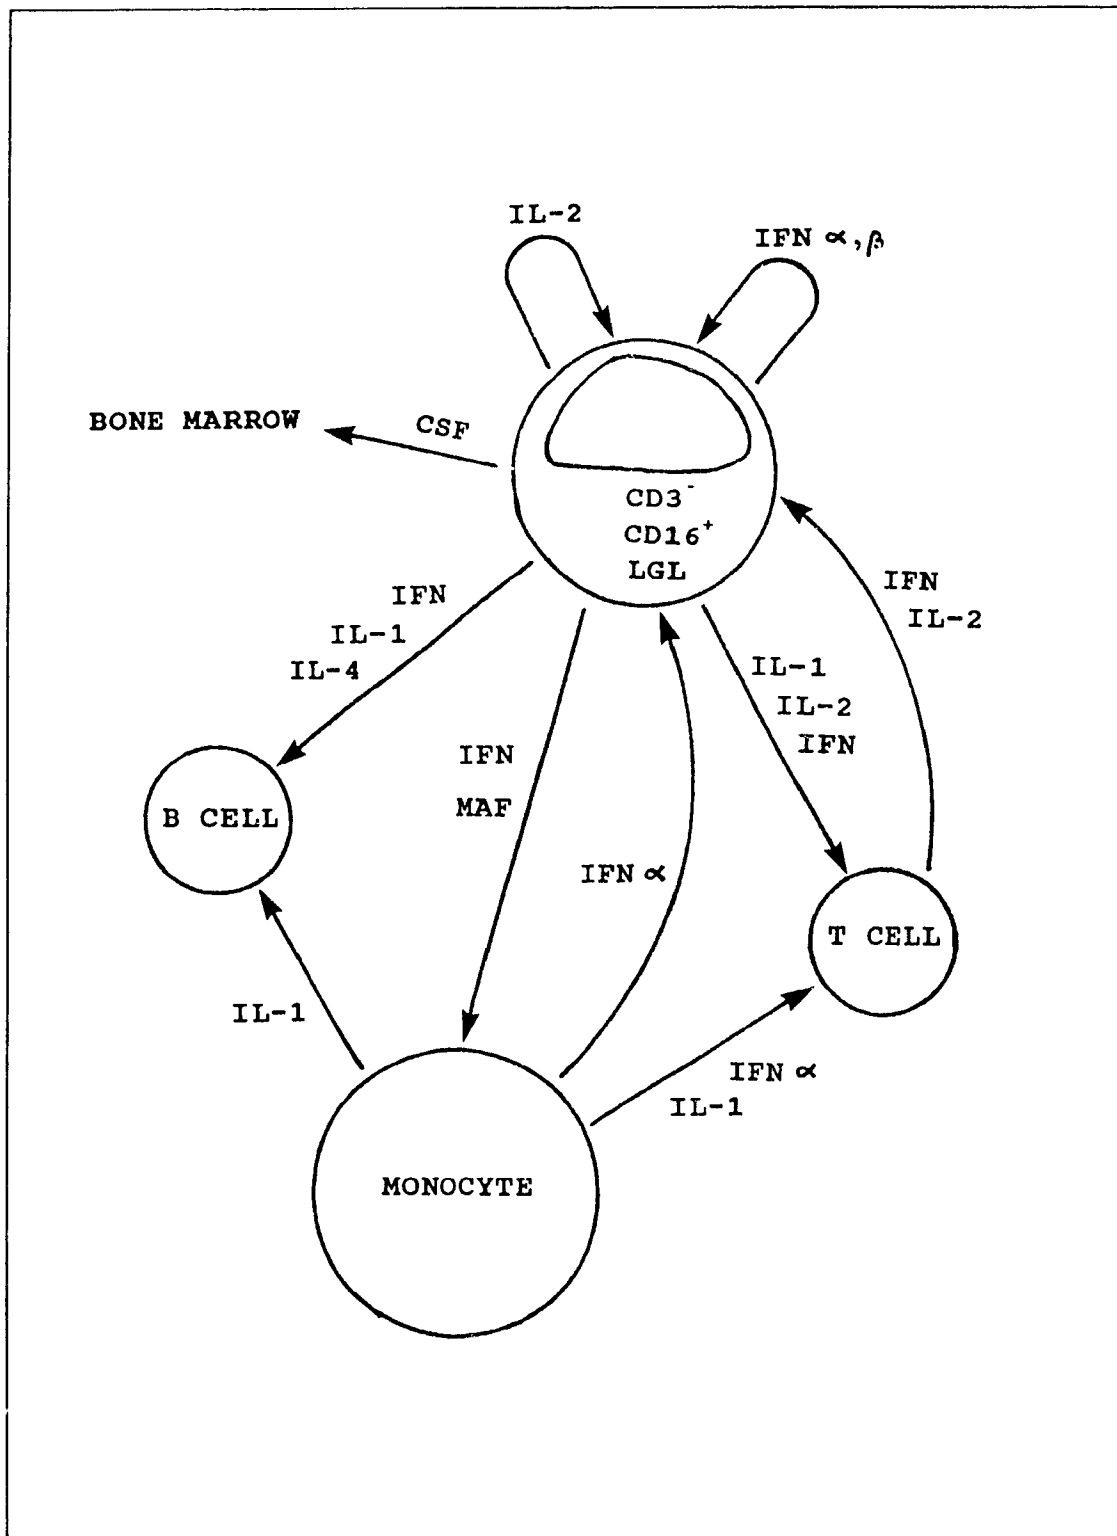 IL-2
IFN ∝,β
BONE MARROW
CSF
CD3⁻
CD16⁺
LGL
IFN
IL-1
IL-4
IFN
IL-2
IL-1
IL-2
IFN
IFN
MAF
B CELL
IFN ∝
T CELL
IL-1
IFN ∝
IL-1
MONOCYTE